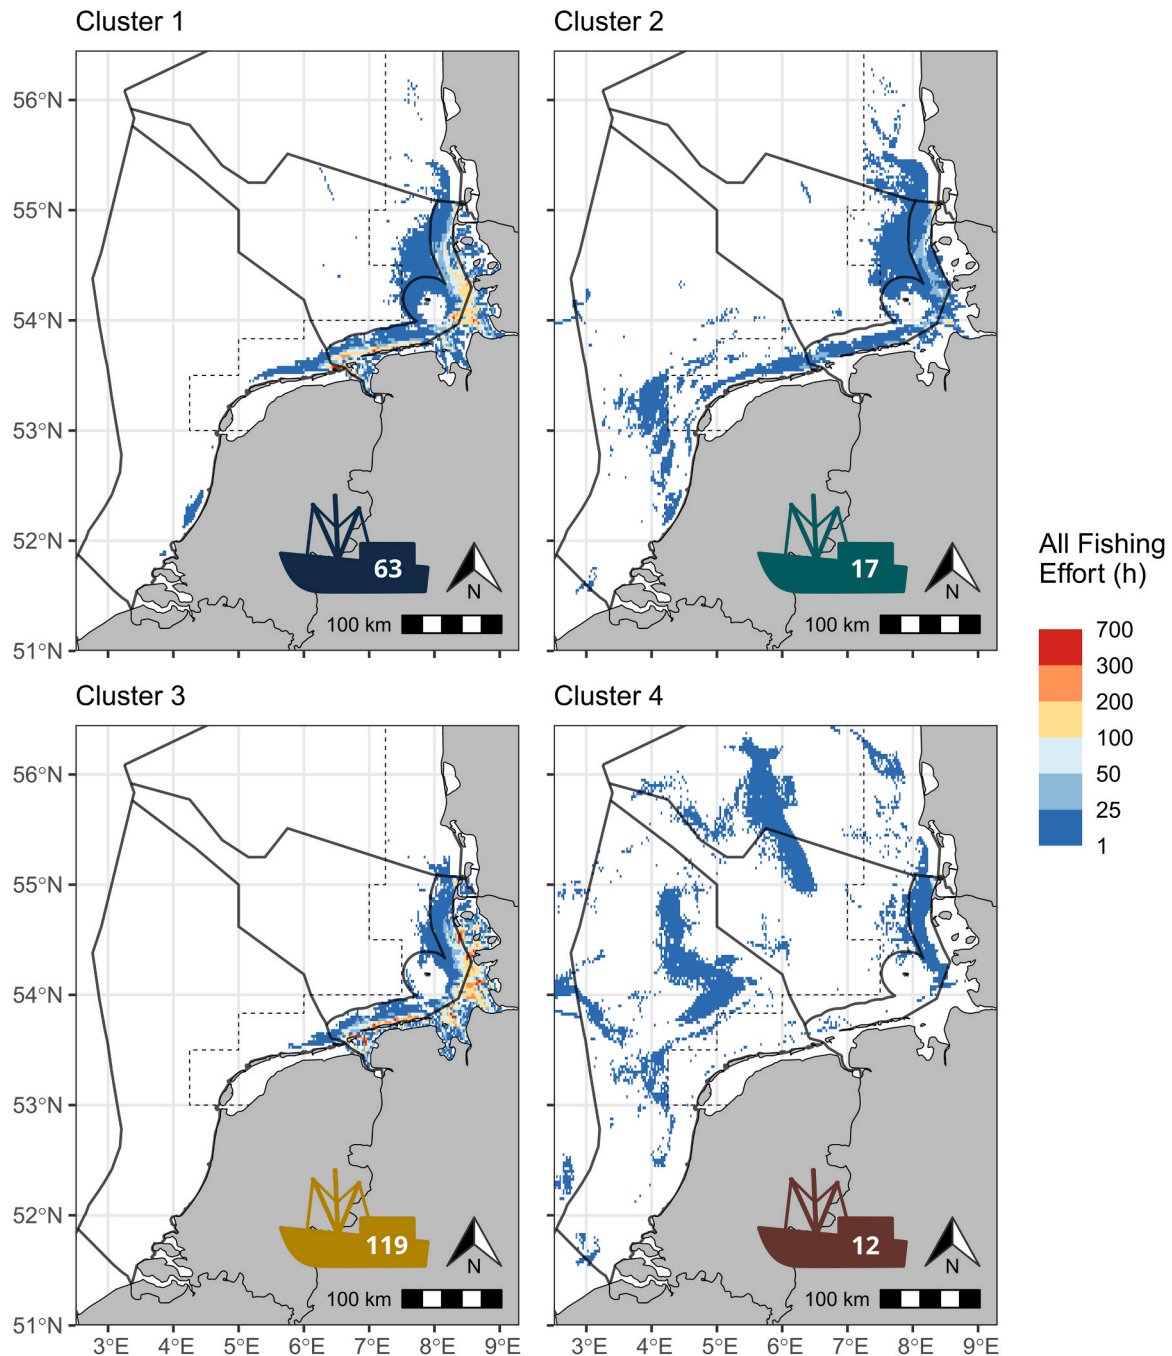 Cluster 1
Cluster 2
56°N
55°N
54°N
53°N
52°N
51°N
63
N
100 km
17
N
100 km
All Fishing
Effort (h)
700
300
200
100
50
25
1
Cluster 3
Cluster 4
56°N
55°N
54°N
53°N
52°N
51°N
119
N
100 km
12
N
100 km
3°E 4°E 5°E 6°E 7°E 8°E 9°E
3°E 4°E 5°E 6°E 7°E 8°E 9°E